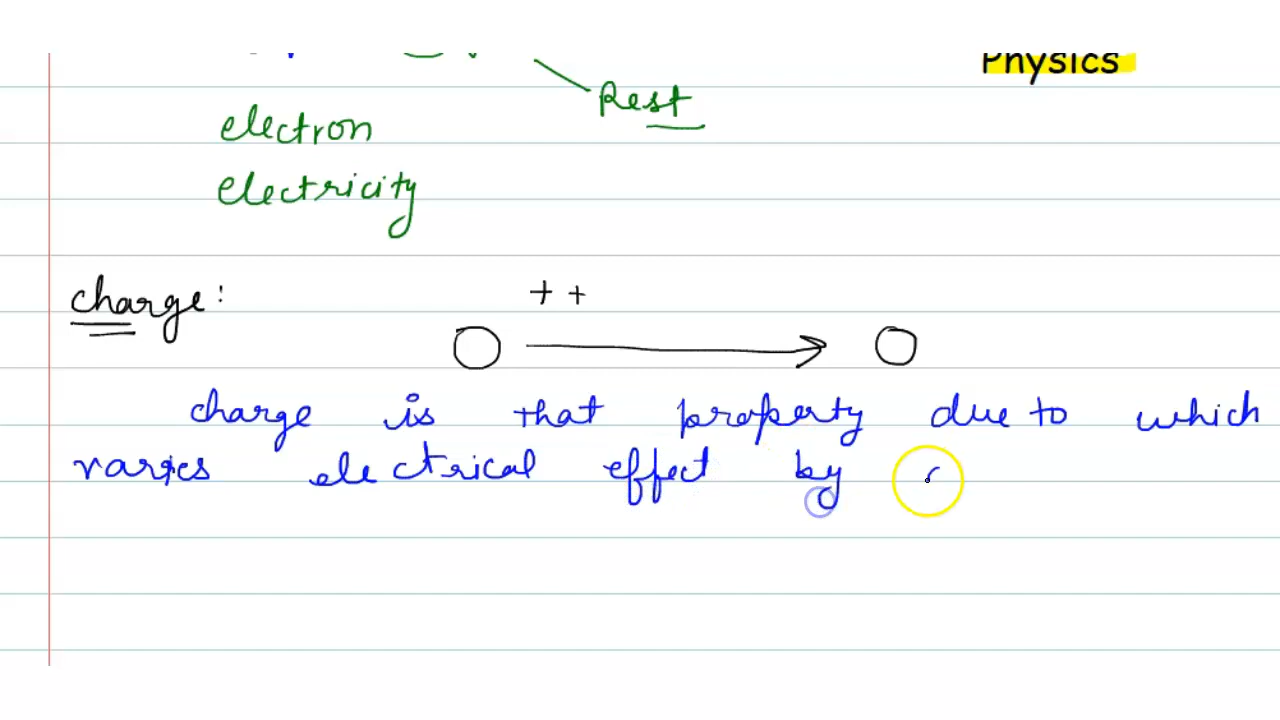 Physics
Rest
electron
electricity
charge:
+ +
charge is that property due to which
varies electrical effect by